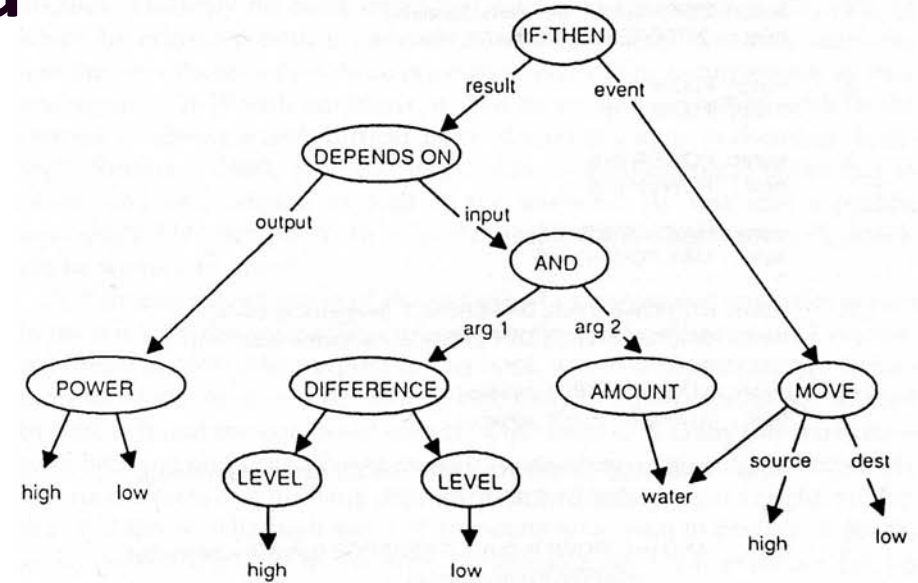 IF-THEN
result
event
DEPENDS ON
output
input
AND
arg 1
arg 2
POWER
DIFFERENCE
AMOUNT
MOVE
source
dest
high
low
LEVEL
LEVEL
water
high
low
high
low